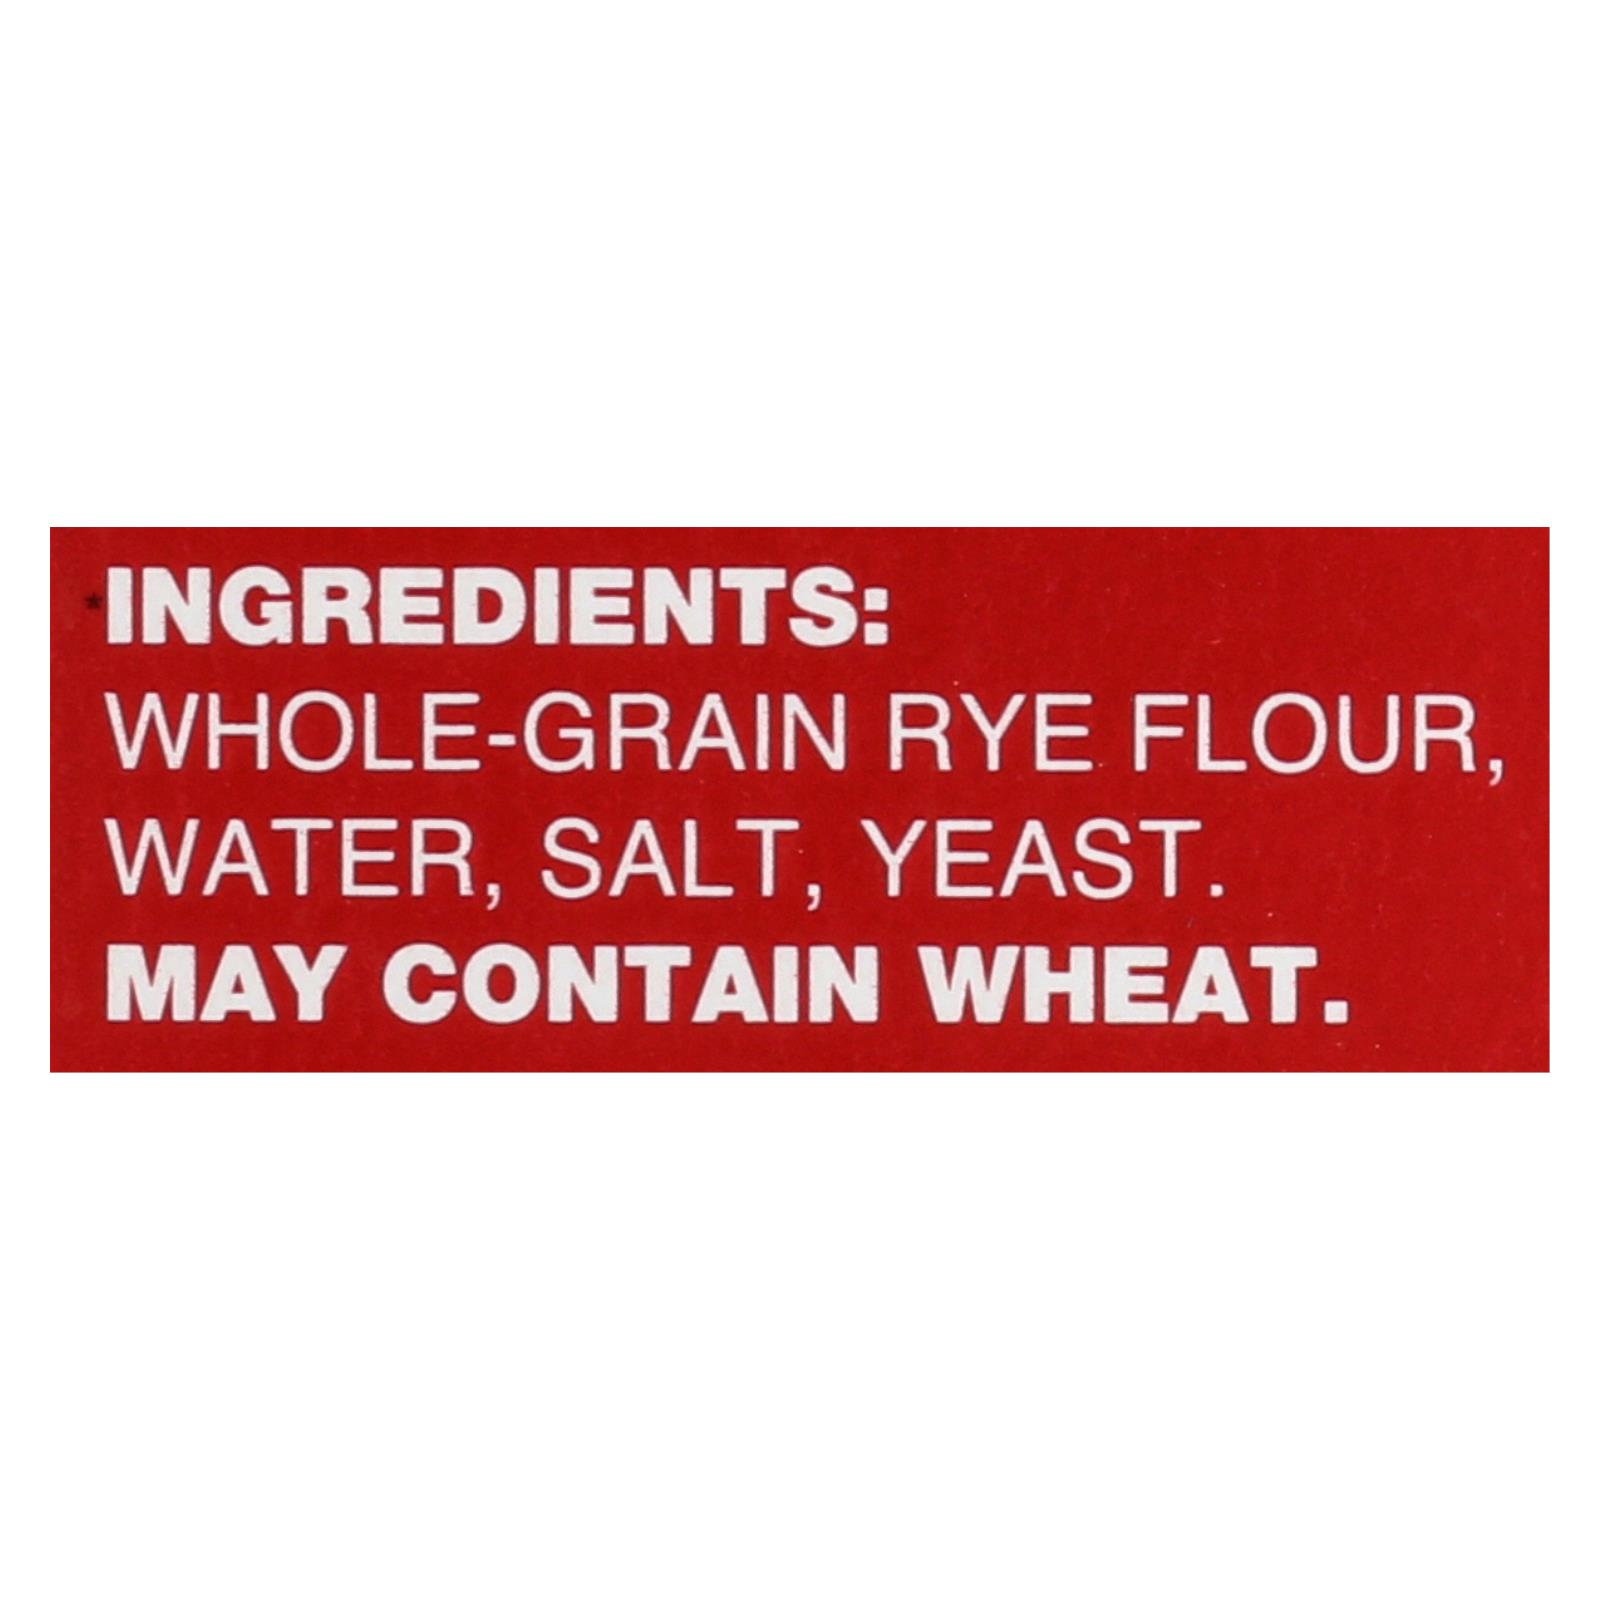 INGREDIENTS:
WHOLE-GRAIN RYE FLOUR,
WATER, SALT, YEAST.
MAY CONTAIN WHEAT.